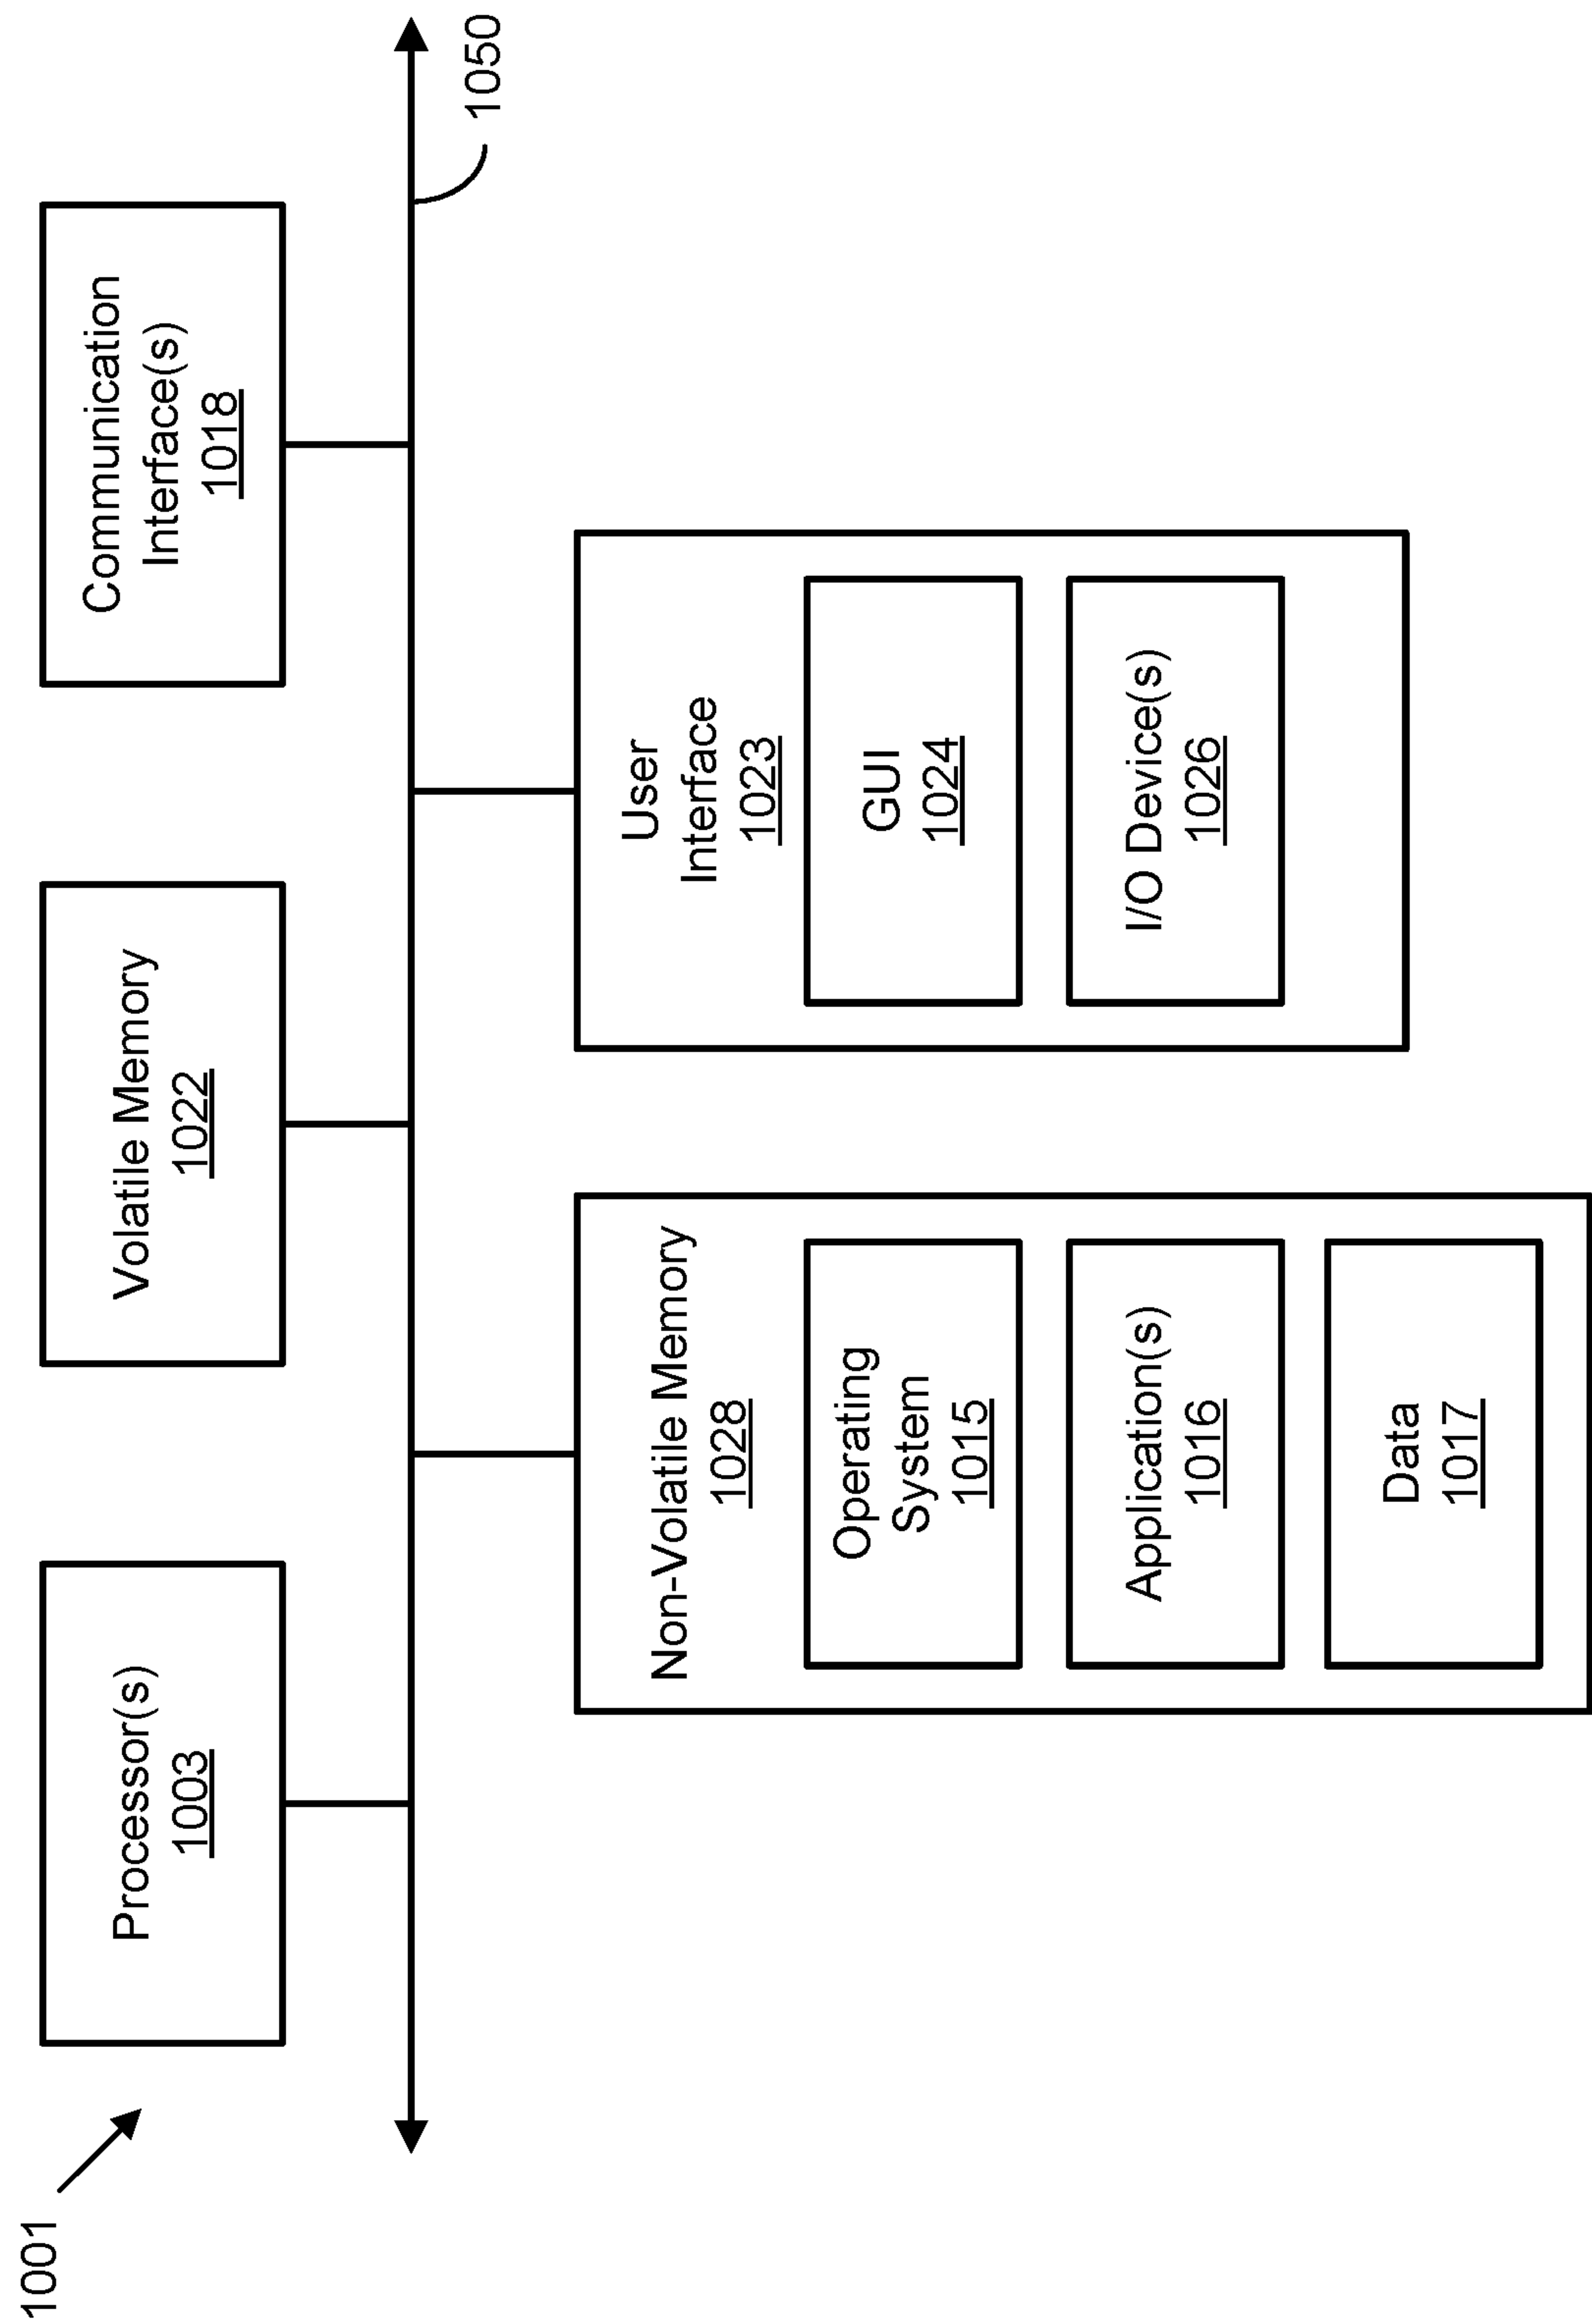 1001
Processor(s)
1003
Volatile Memory
1022
Communication
Interface(s)
1018
1050
Non-Volatile Memory
1028
Operating
System
1015
Application(s)
1016
Data
1017
User
Interface
1023
GUI
1024
I/O Device(s)
1026